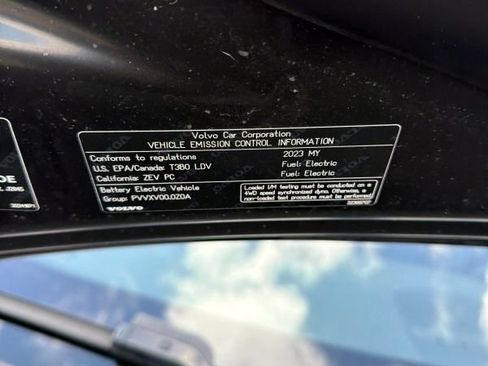 Volvo Car Corporation
VEHICLE EMISSION CONTROL INFORMATION
Conforms to regulations: 2023 MY
U.S. EPA/Canada: T3B0 LDV Fuel: Electric
California: ZEV PC Fuel: Electric
Battery Electric Vehicle
Group: PVVXV00.0Z0A
VOLVO
Loaded I/M testing must be conducted on a
4WD speed synchronized dyno. Otherwise, a
non-loaded test procedure must be performed.
DE
J2845